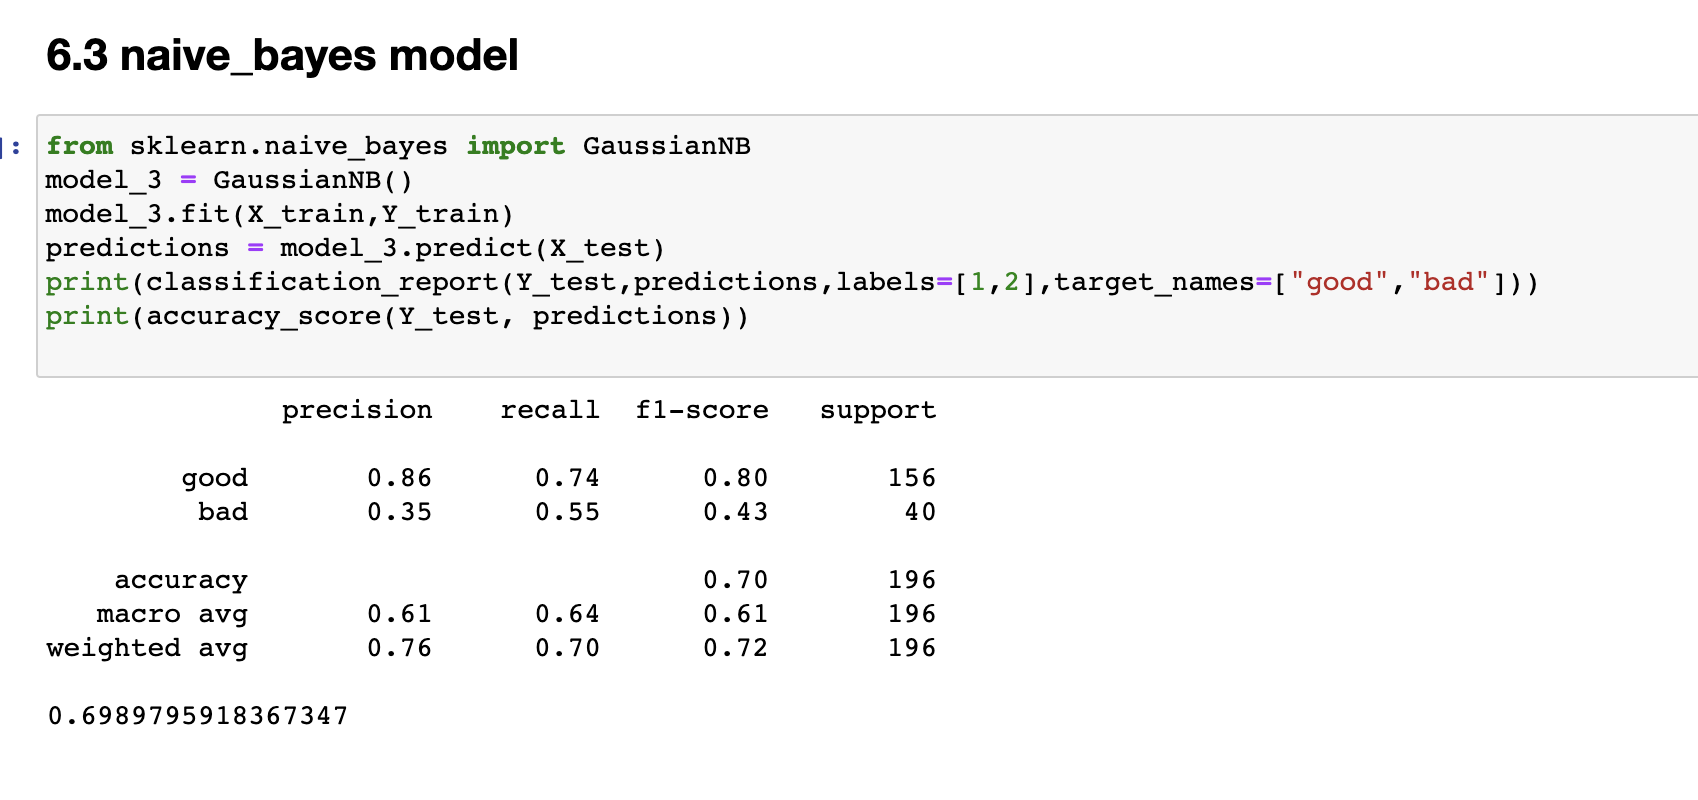 6.3 naive_bayes model
]:
from sklearn.naive_bayes import GaussianNB
model_3 = GaussianNB()
model_3.fit(X_train,Y_train)
predictions = model_3.predict(X_test)
print(classification_report(Y_test,predictions,labels=[1,2],target_names=["good","bad"]))
print(accuracy_score(Y_test, predictions))
precision recall f1-score support
good 0.86 0.74 0.80 156
bad 0.35 0.55 0.43 40
accuracy 0.70 196
macro avg 0.61 0.64 0.61 196
weighted avg 0.76 0.70 0.72 196
0.6989795918367347